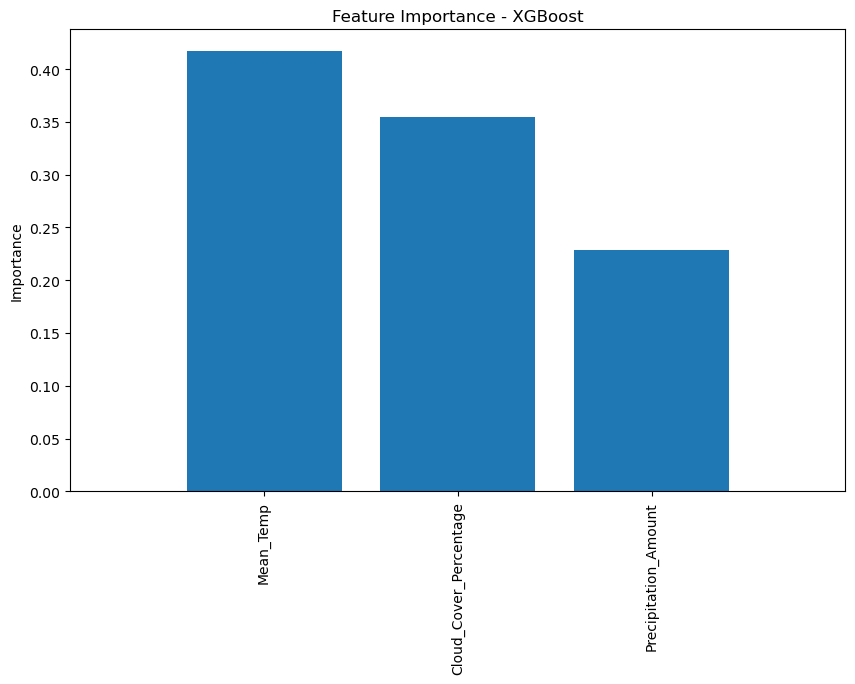 Feature Importance - XGBoost
Importance
0.40
0.35
0.30
0.25
0.20
0.15
0.10
0.05
0.00
Mean_Temp
Cloud_Cover_Percentage
Precipitation_Amount